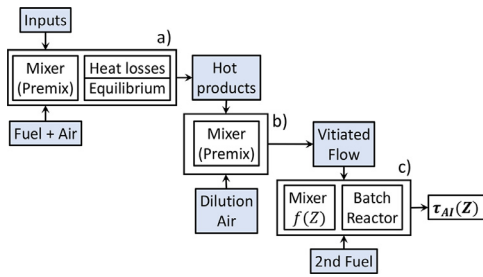 Inputs
a)
Mixer
(Premix)
Heat losses
Equilibrium
Hot
products
Fuel + Air
b)
Mixer
(Premix)
Vitiated
Flow
Dilution
Air
c)
Mixer
f(Z)
Batch
Reactor
τ_AI(Z)
2nd Fuel